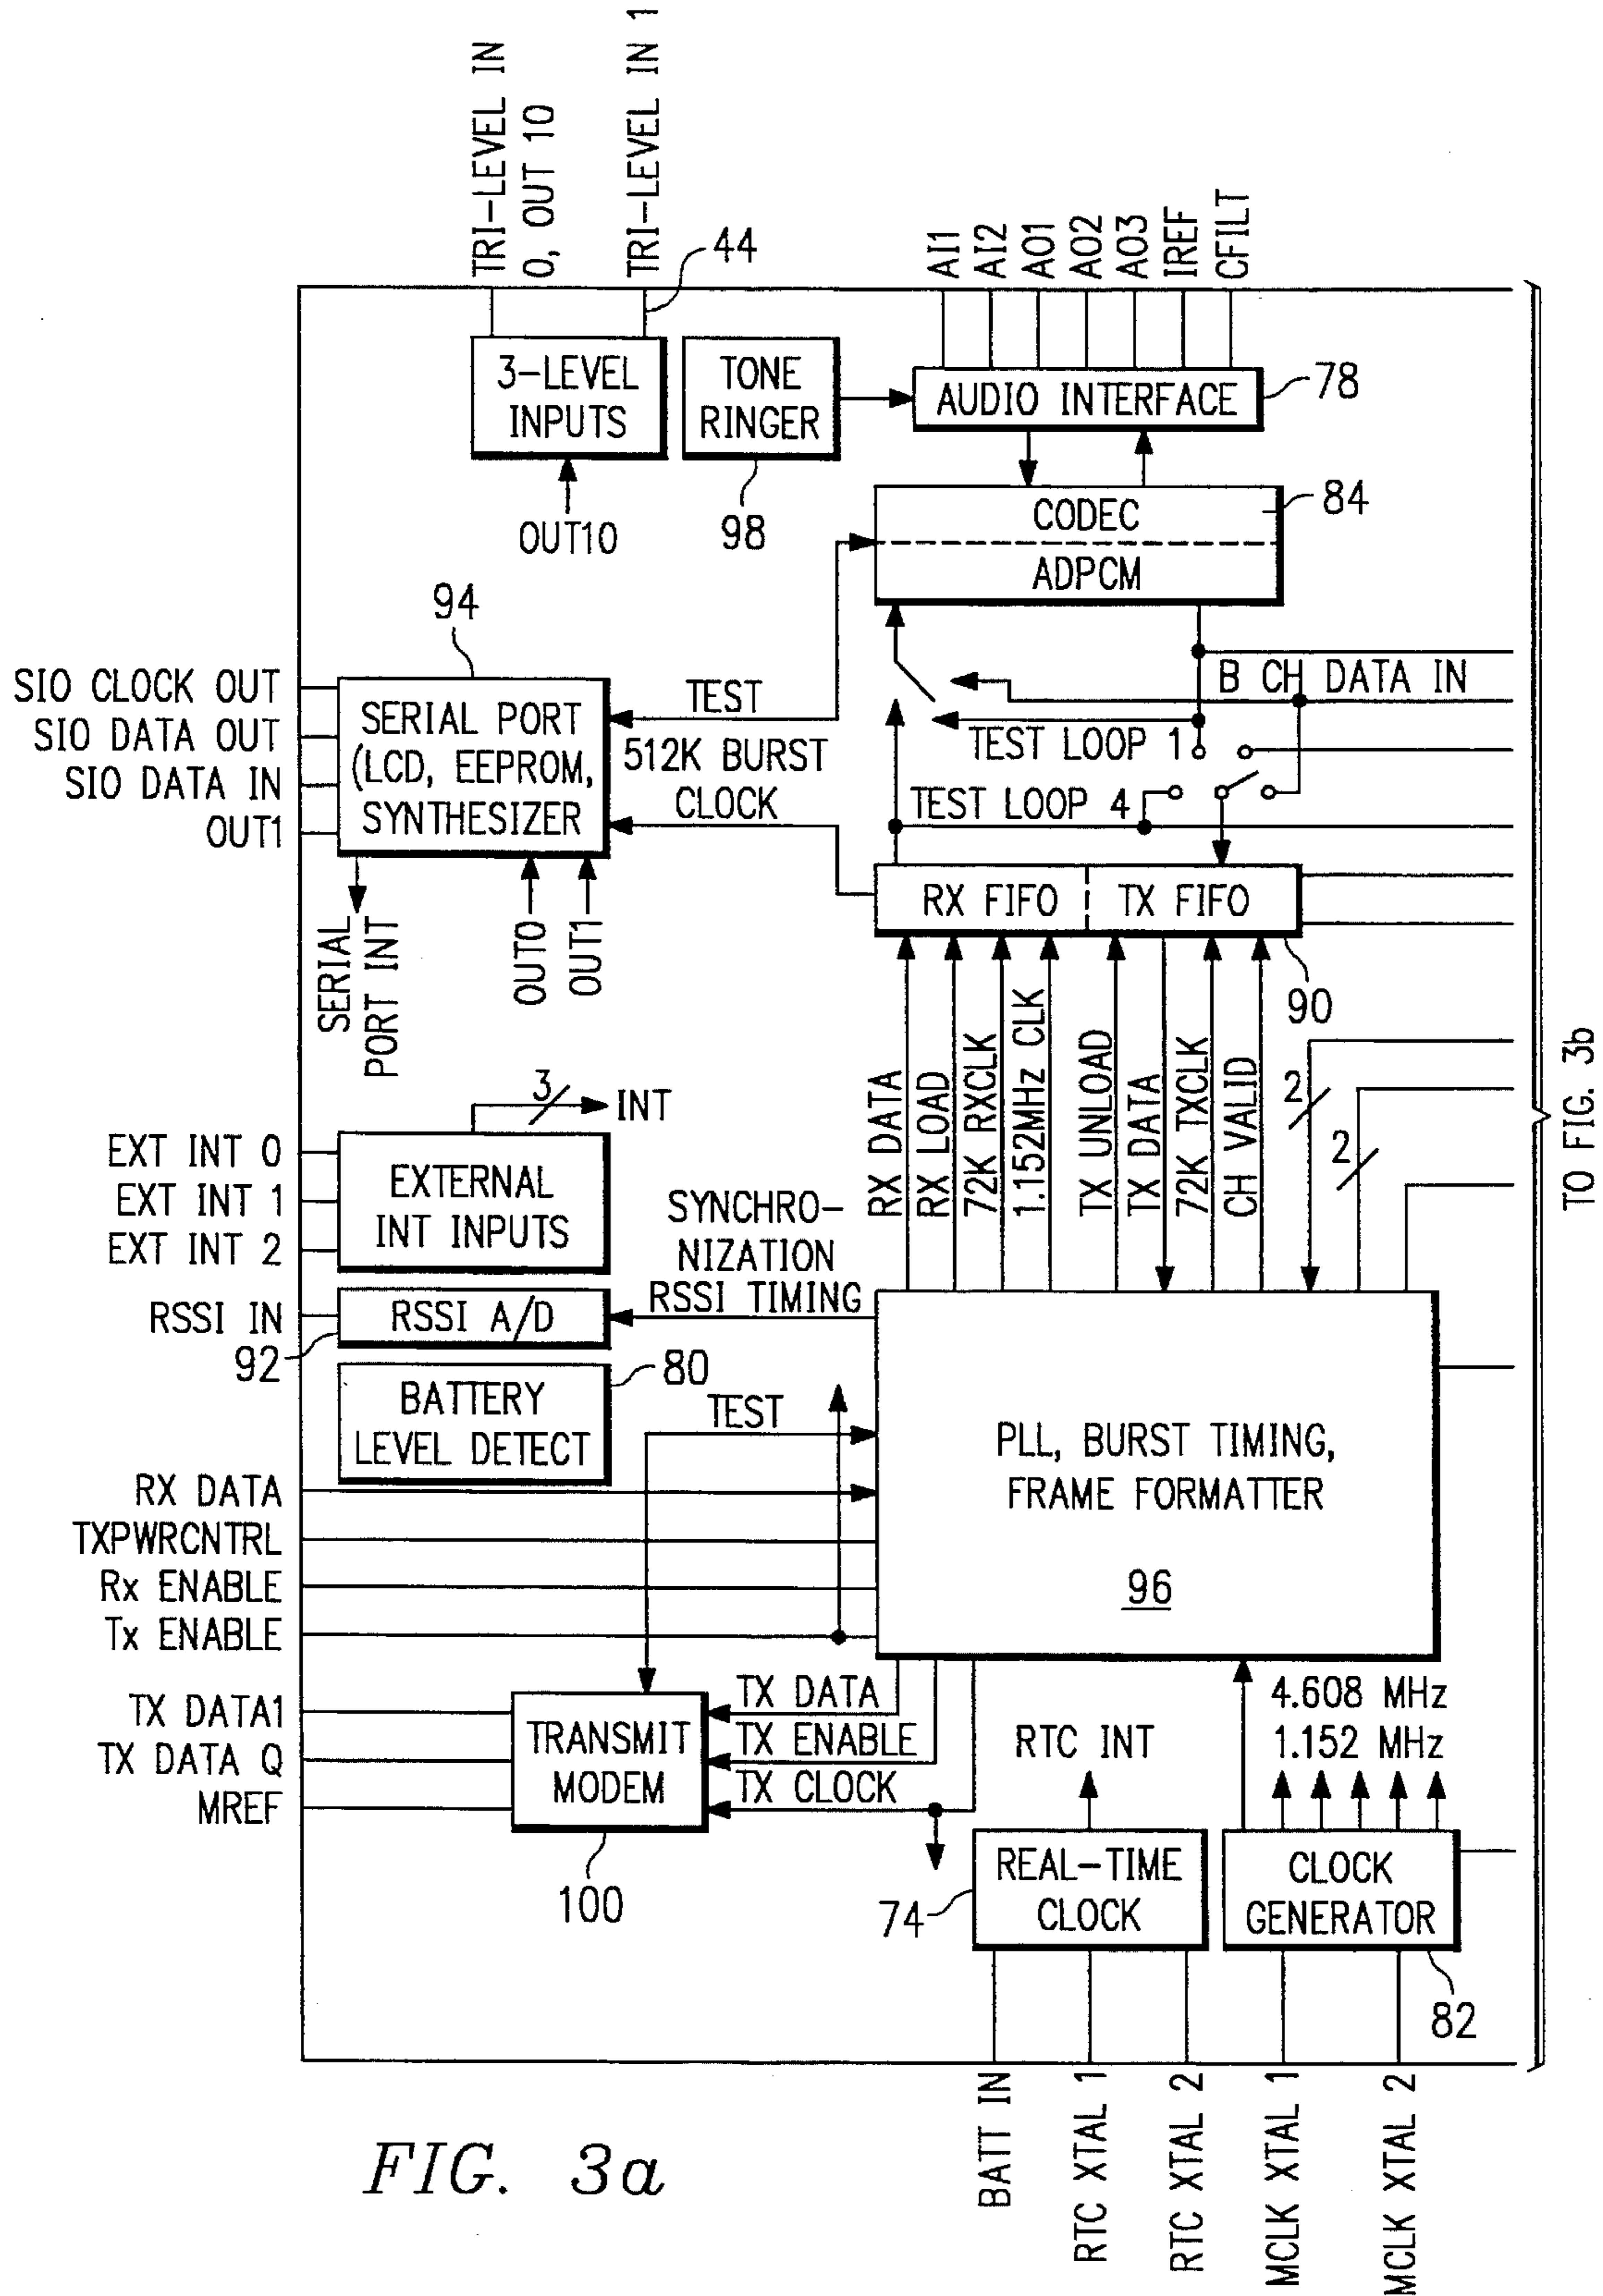 TRI-LEVEL IN
0, OUT 10
TRI-LEVEL IN 1
44
AI1
AI2
AO1
AO2
AO3
IREF
CFILT
3-LEVEL
INPUTS
TONE
RINGER
AUDIO INTERFACE
78
OUT10
98
CODEC
ADPCM
84
94
SIO CLOCK OUT
SIO DATA OUT
SIO DATA IN
OUT1
SERIAL PORT
(LCD, EEPROM,
SYNTHESIZER
TEST
512K BURST
CLOCK
B CH DATA IN
TEST LOOP 1
TEST LOOP 4
RX FIFO
TX FIFO
90
SERIAL
PORT INT
OUT0
OUT1
3
INT
EXT INT 0
EXT INT 1
EXT INT 2
EXTERNAL
INT INPUTS
RX DATA
RX LOAD
72K RXCLK
1.152MHz CLK
TX UNLOAD
TX DATA
72K TXCLK
CH VALID
2
2
TO FIG. 3b
SYNCHRO-
NIZATION
RSSI TIMING
RSSI IN
RSSI A/D
92
80
BATTERY
LEVEL DETECT
TEST
PLL, BURST TIMING,
FRAME FORMATTER
96
RX DATA
TXPWRCNTRL
Rx ENABLE
Tx ENABLE
TX DATA1
TX DATA Q
MREF
TRANSMIT
MODEM
100
TX DATA
TX ENABLE
TX CLOCK
RTC INT
4.608 MHz
1.152 MHz
REAL-TIME
CLOCK
74
CLOCK
GENERATOR
82
BATT IN
RTC XTAL 1
RTC XTAL 2
MCLK XTAL 1
MCLK XTAL 2
FIG. 3a